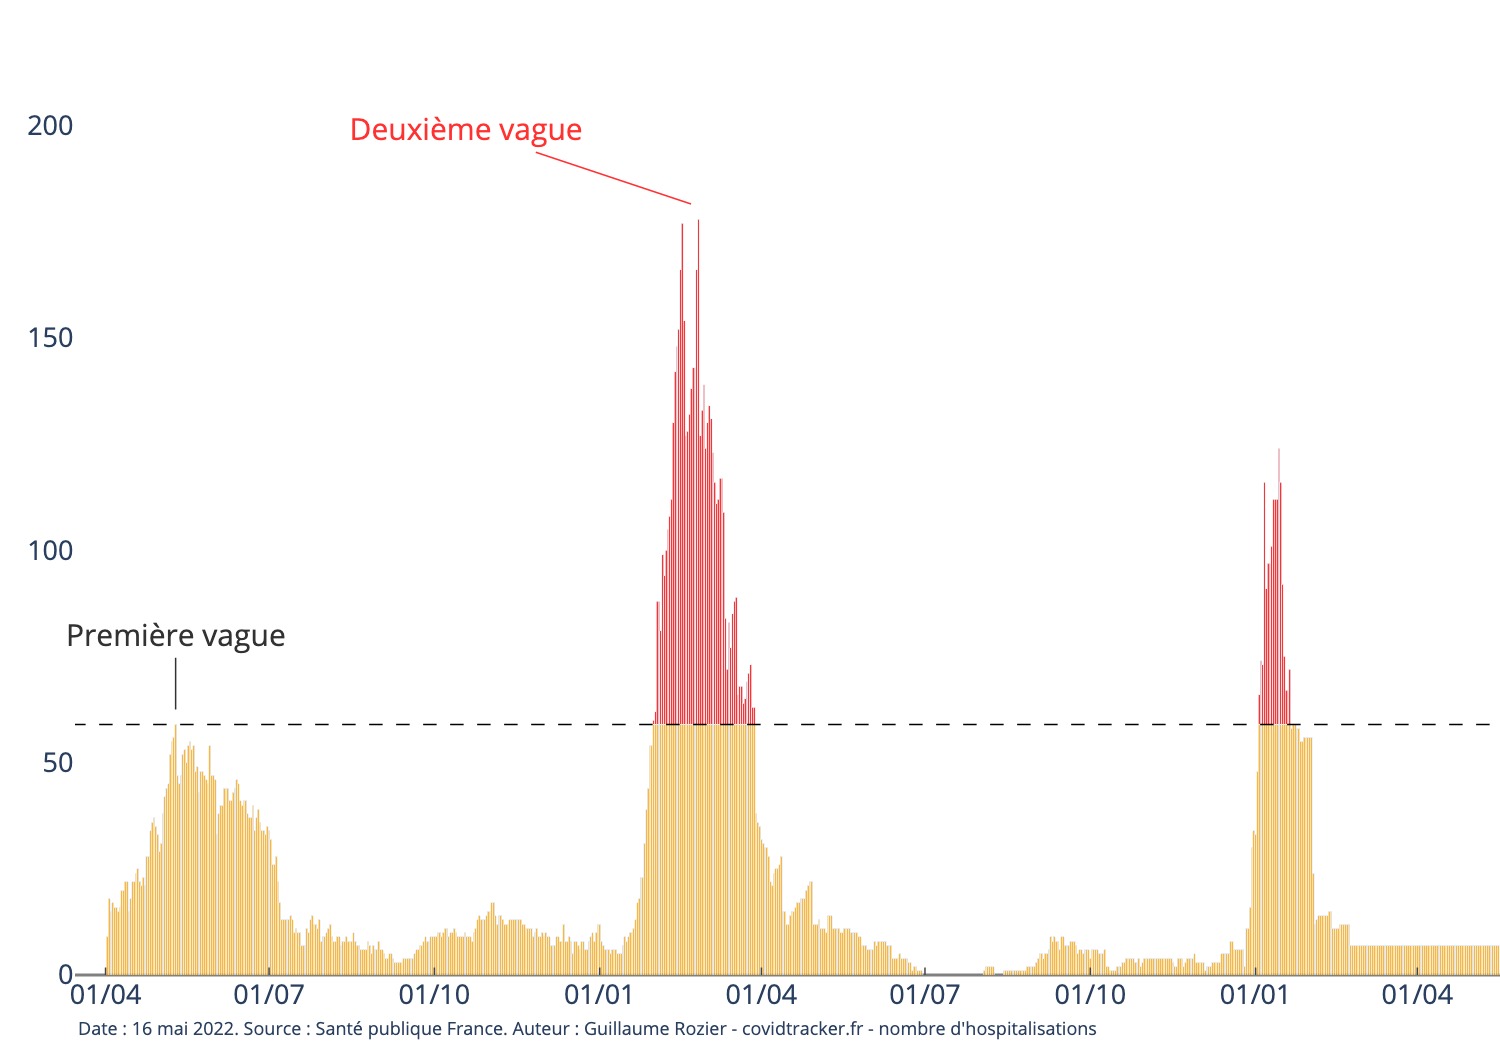 200
Deuxième vague
150
100
Première vague
50
0
01/04 01/07 01/10 01/01 01/04 01/07 01/10 01/01 01/04
Date : 16 mai 2022. Source : Santé publique France. Auteur : Guillaume Rozier - covidtracker.fr - nombre d'hospitalisations